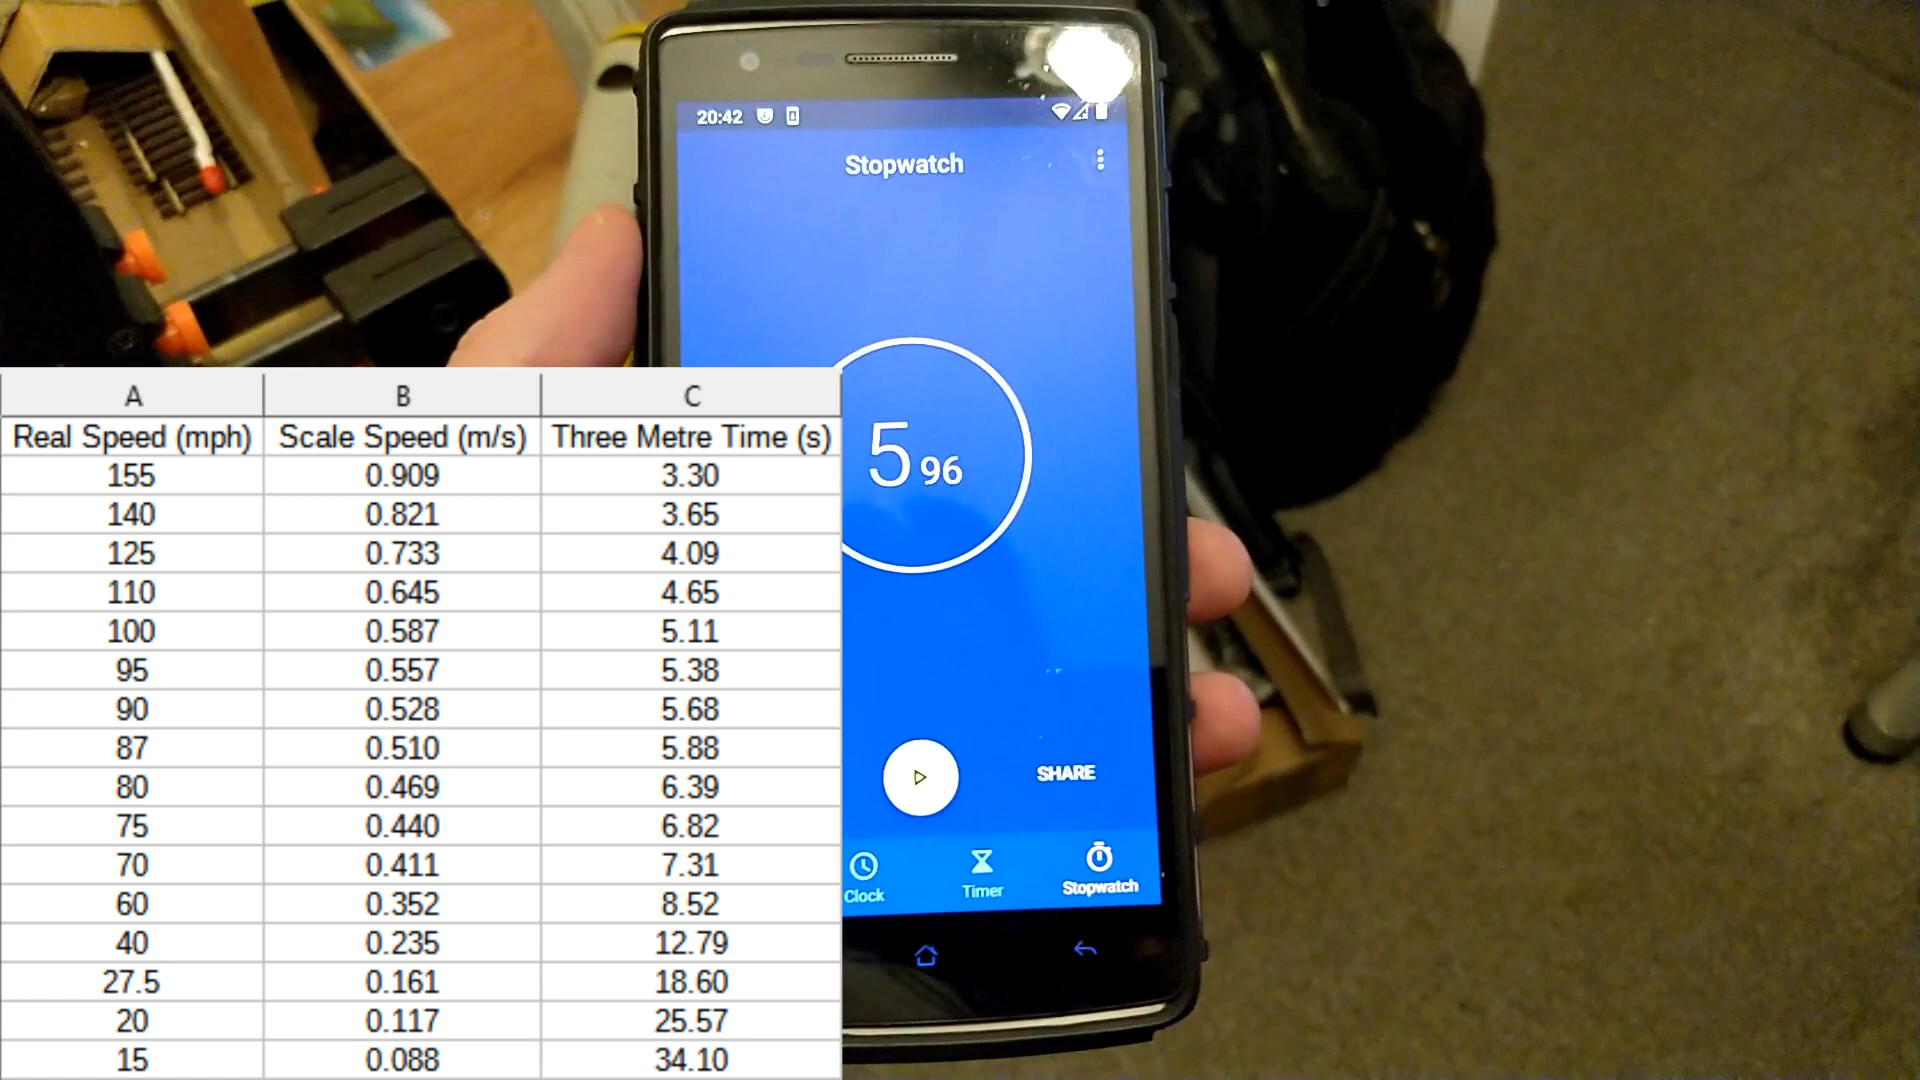 20:42
Stopwatch
5 96
SHARE
Clock
Timer
Stopwatch
A B C
Real Speed (mph) Scale Speed (m/s) Three Metre Time (s)
155 0.909 3.30
140 0.821 3.65
125 0.733 4.09
110 0.645 4.65
100 0.587 5.11
95 0.557 5.38
90 0.528 5.68
87 0.510 5.88
80 0.469 6.39
75 0.440 6.82
70 0.411 7.31
60 0.352 8.52
40 0.235 12.79
27.5 0.161 18.60
20 0.117 25.57
15 0.088 34.10